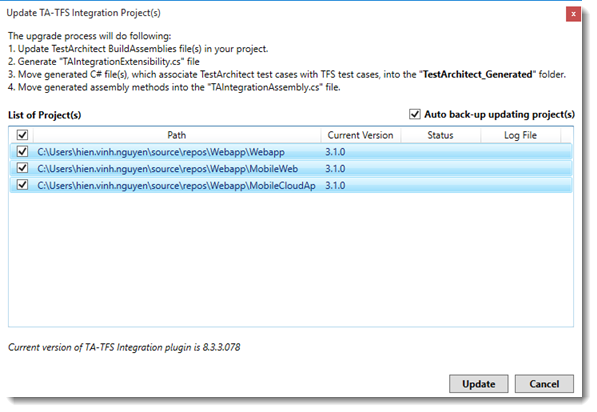 Update TA-TFS Integration Project(s)
x
The upgrade process will do following:
1. Update TestArchitect BuildAssemblies file(s) in your project.
2. Generate "TAIntegrationExtensibility.cs" file
3. Move generated C# file(s), which associate TestArchitect test cases with TFS test cases, into the "TestArchitect_Generated" folder.
4. Move generated assembly methods into the "TAIntegrationAssembly.cs" file.
List of Project(s) Auto back-up updating project(s)
Path Current Version Status Log File
C:\Users\hien.vinh.nguyen\source\repos\Webapp\Webapp 3.1.0
C:\Users\hien.vinh.nguyen\source\repos\Webapp\MobileWeb 3.1.0
C:\Users\hien.vinh.nguyen\source\repos\Webapp\MobileCloudAp 3.1.0
Current version of TA-TFS Integration plugin is 8.3.3.078
Update Cancel